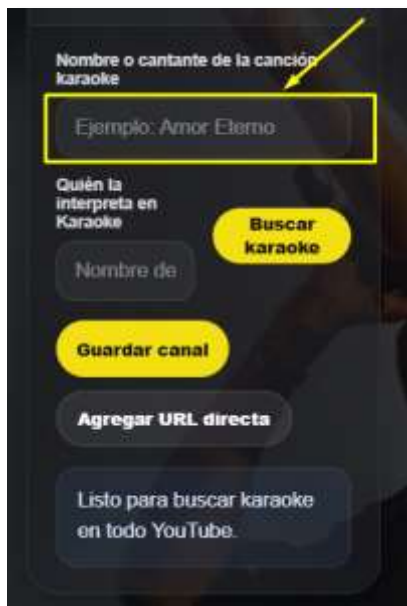 Nombre o cantante de la canción
karaoke
Ejemplo: Amor Eterno
Quién la
interpreta en
Karaoke
Buscar
karaoke
Nombre de
Guardar canal
Agregar URL directa
Listo para buscar karaoke
en todo YouTube.